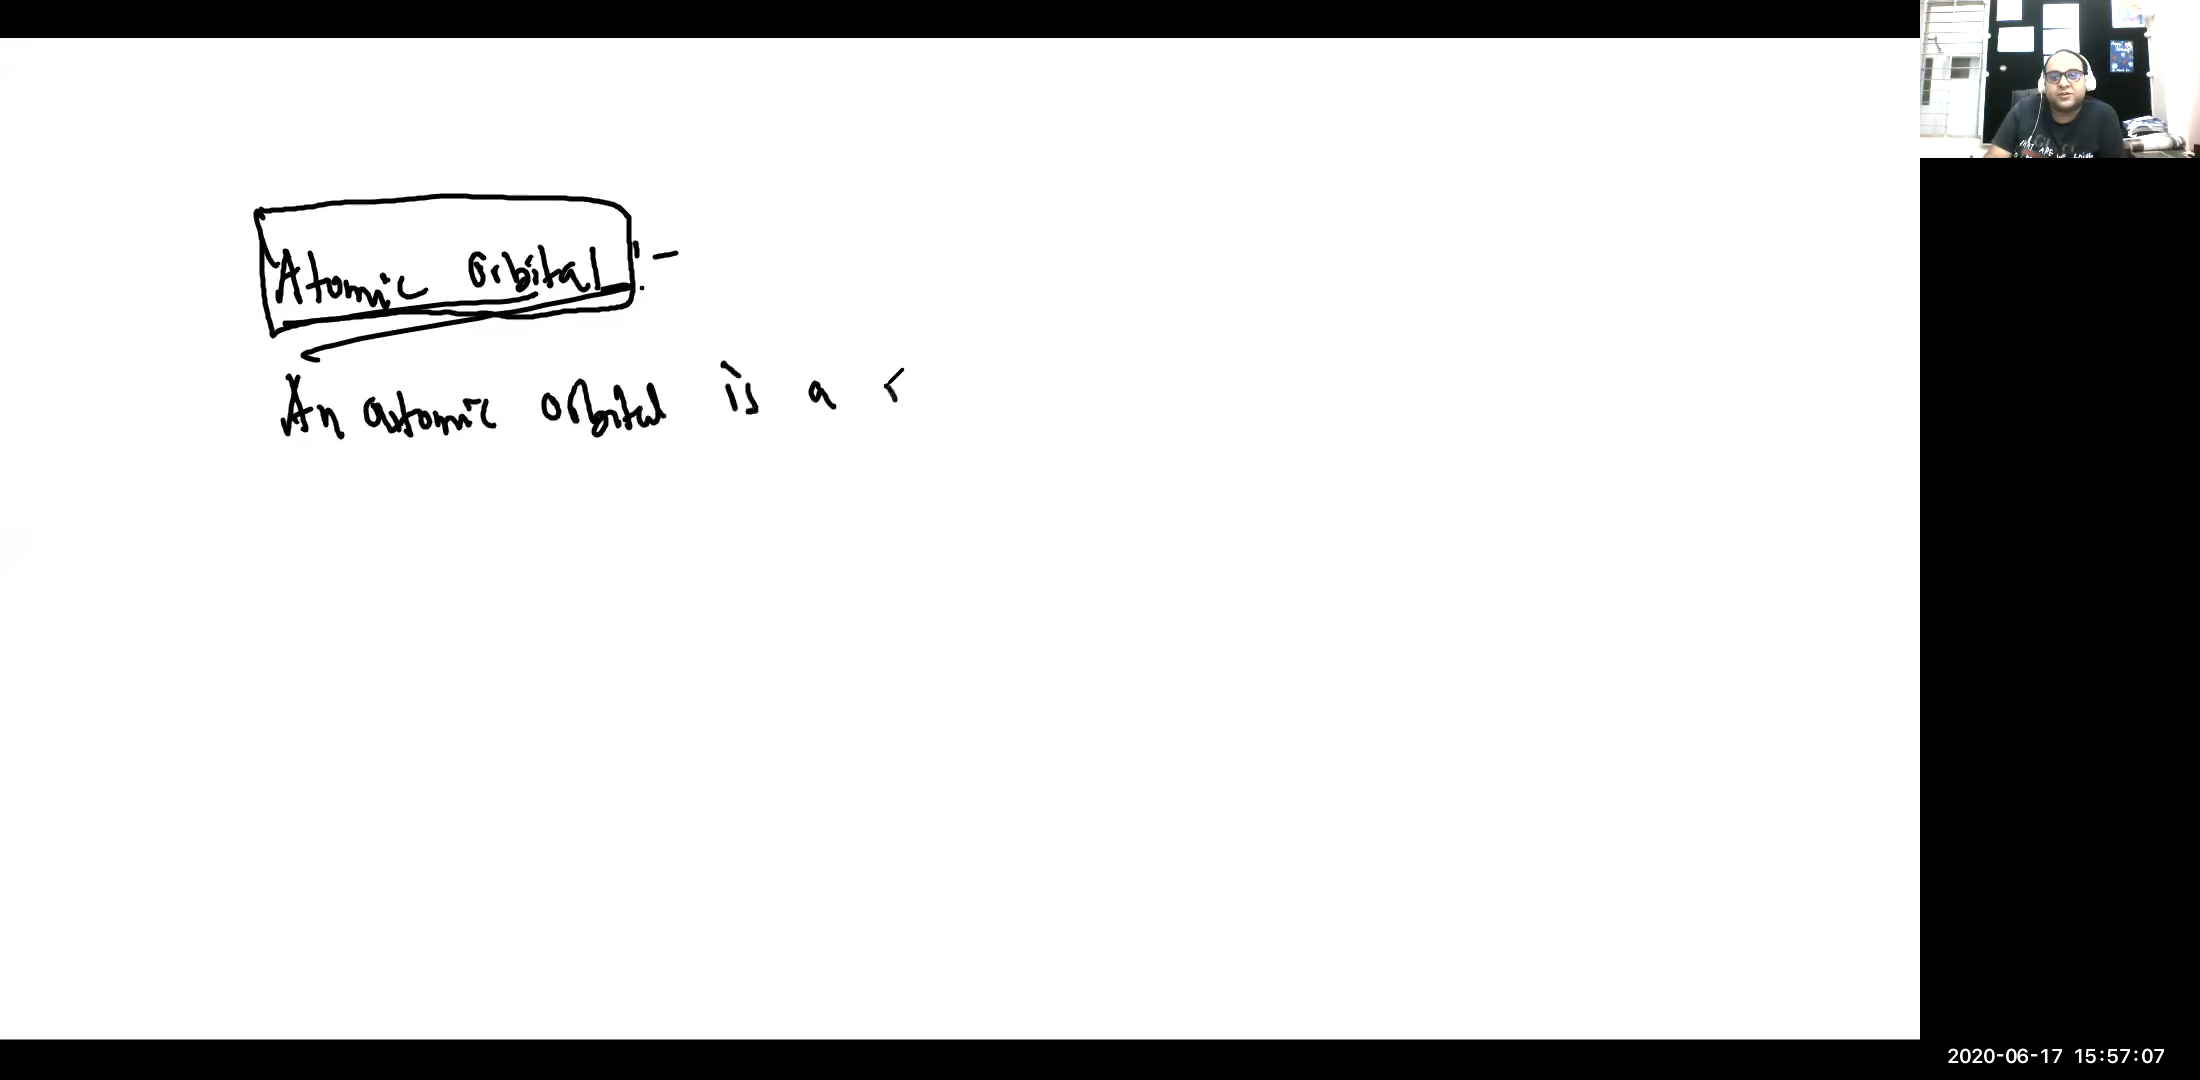 Atomic Orbital :-
An atomic orbital is a r
2020-06-17 15:57:07